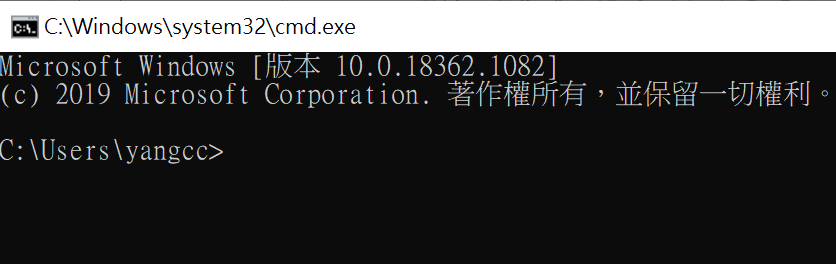 C:\Windows\system32\cmd.exe
Microsoft Windows [版本 10.0.18362.1082]
(c) 2019 Microsoft Corporation. 著作權所有，並保留一切權利。
C:\Users\yangcc>